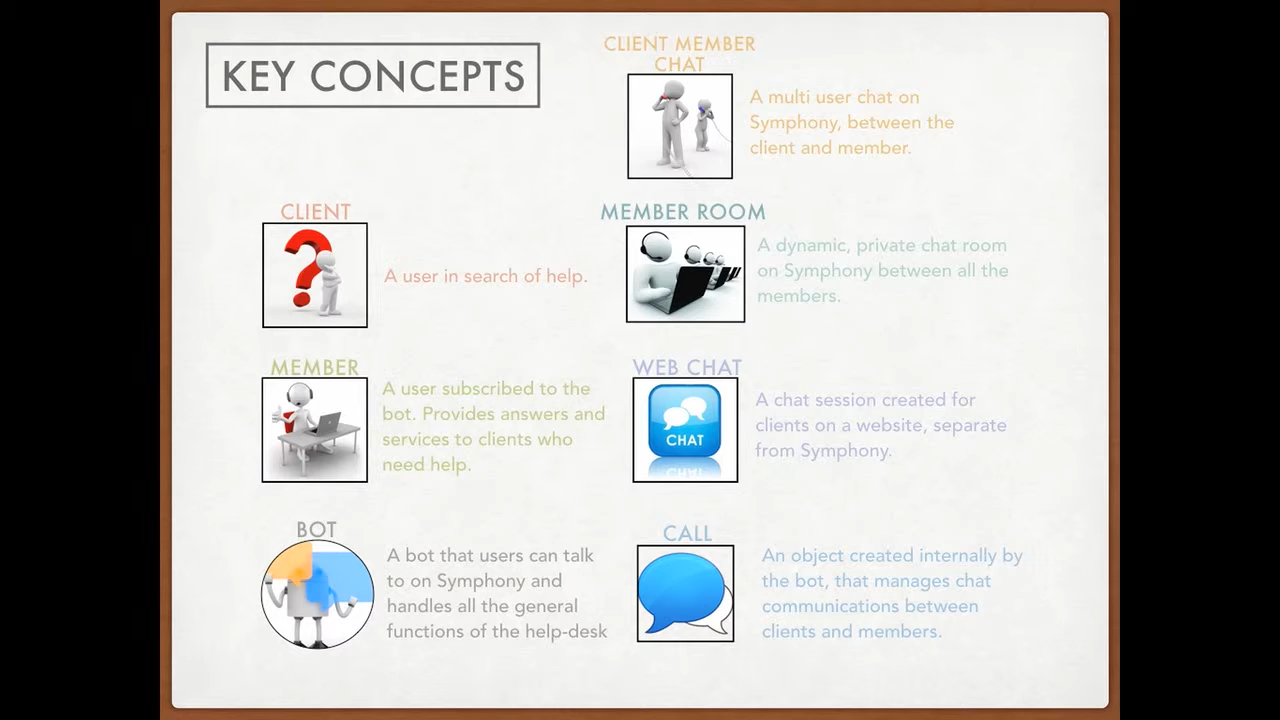 KEY CONCEPTS
CLIENT MEMBER
CHAT
A multi user chat on
Symphony, between the
client and member.
CLIENT
A user in search of help.
MEMBER ROOM
A dynamic, private chat room
on Symphony between all the
members.
MEMBER
A user subscribed to the
bot. Provides answers and
services to clients who
need help.
WEB CHAT
CHAT
A chat session created for
clients on a website, separate
from Symphony.
BOT
A bot that users can talk
to on Symphony and
handles all the general
functions of the help-desk
CALL
An object created internally by
the bot, that manages chat
communications between
clients and members.